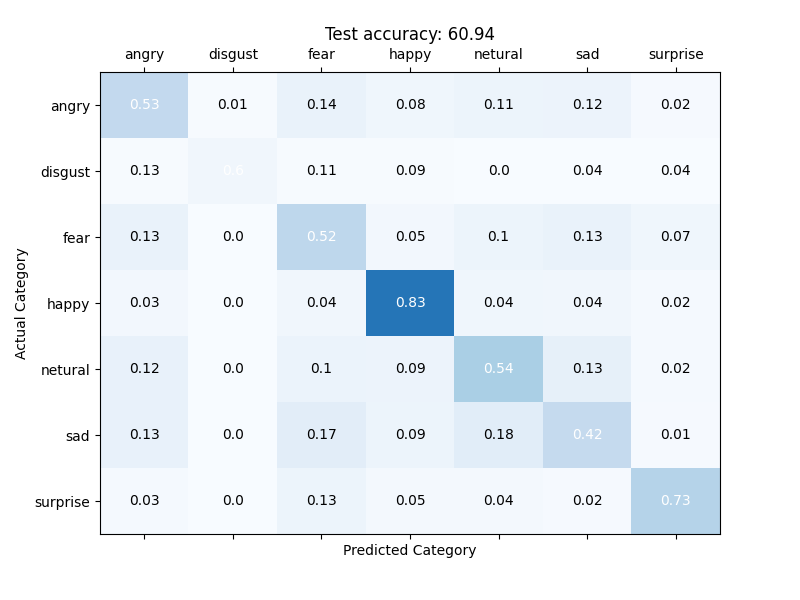 Test accuracy: 60.94
angry disgust fear happy netural sad surprise
angry 0.53 0.01 0.14 0.08 0.11 0.12 0.02
disgust 0.13 0.6 0.11 0.09 0.0 0.04 0.04
fear 0.13 0.0 0.52 0.05 0.1 0.13 0.07
happy 0.03 0.0 0.04 0.83 0.04 0.04 0.02
netural 0.12 0.0 0.1 0.09 0.54 0.13 0.02
sad 0.13 0.0 0.17 0.09 0.18 0.42 0.01
surprise 0.03 0.0 0.13 0.05 0.04 0.02 0.73
Actual Category
Predicted Category